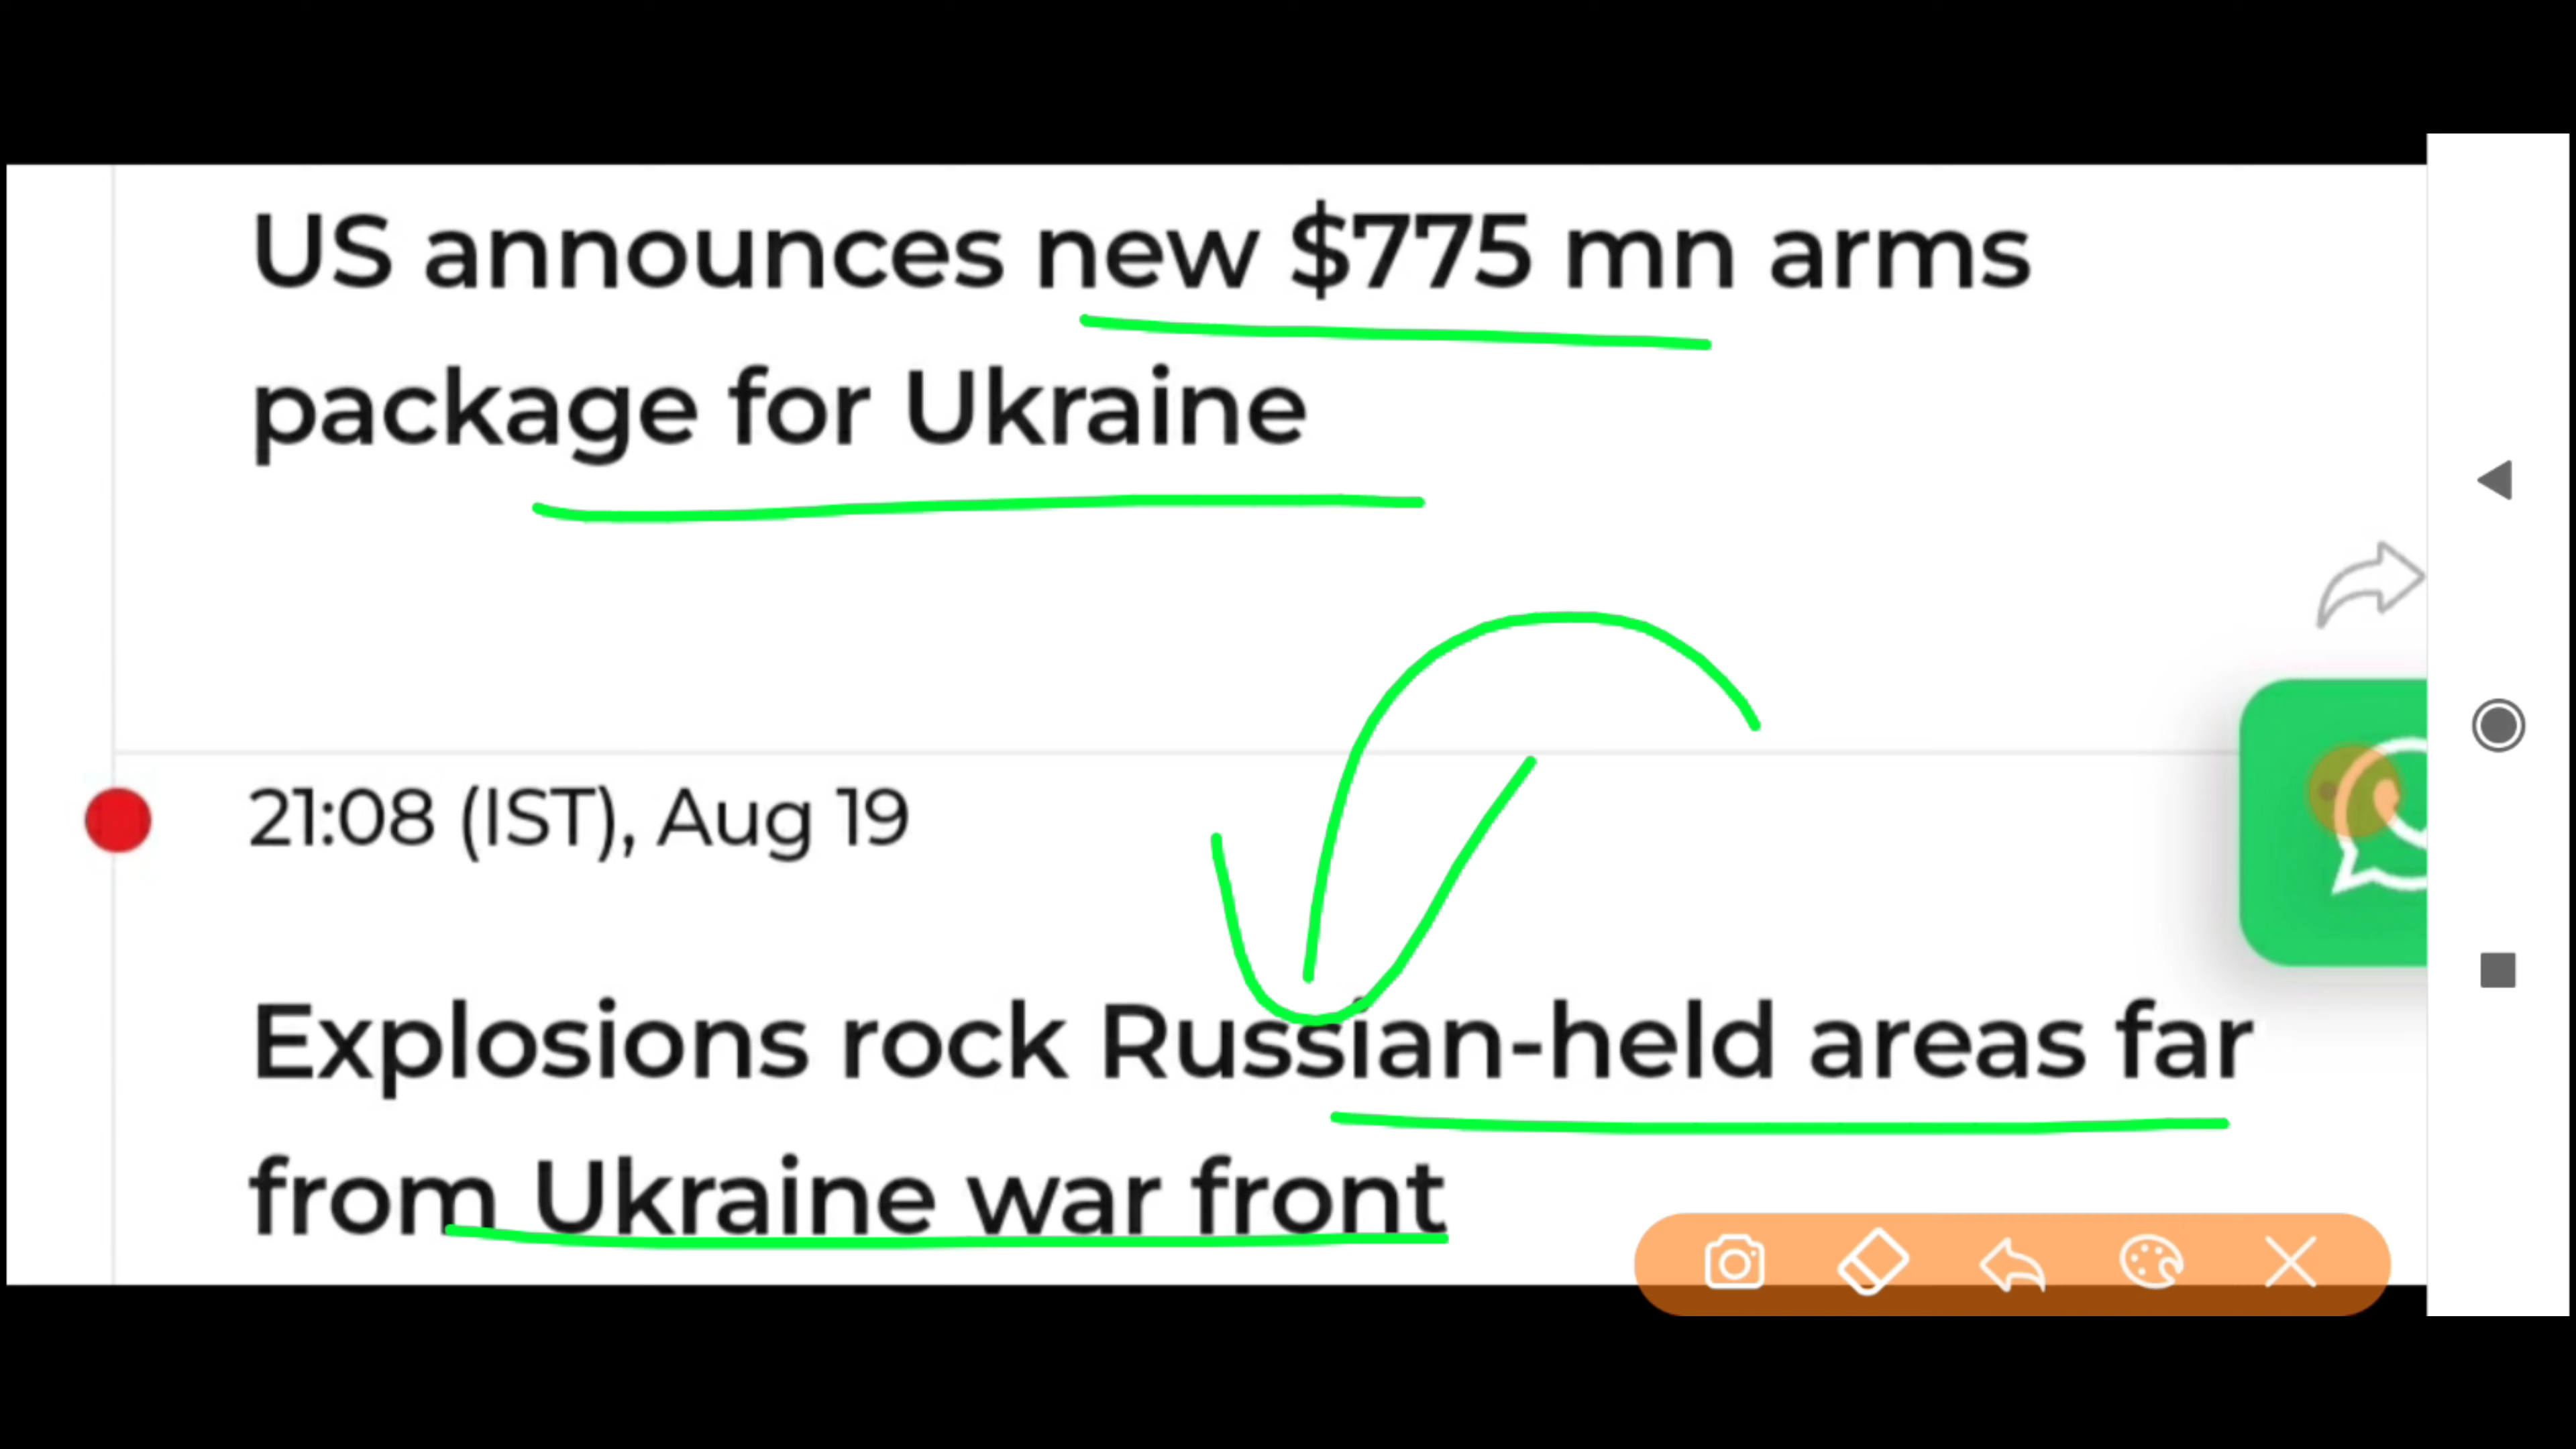 US announces new $775 mn arms
package for Ukraine
21:08 (IST), Aug 19
Explosions rock Russian-held areas far
from Ukraine war front